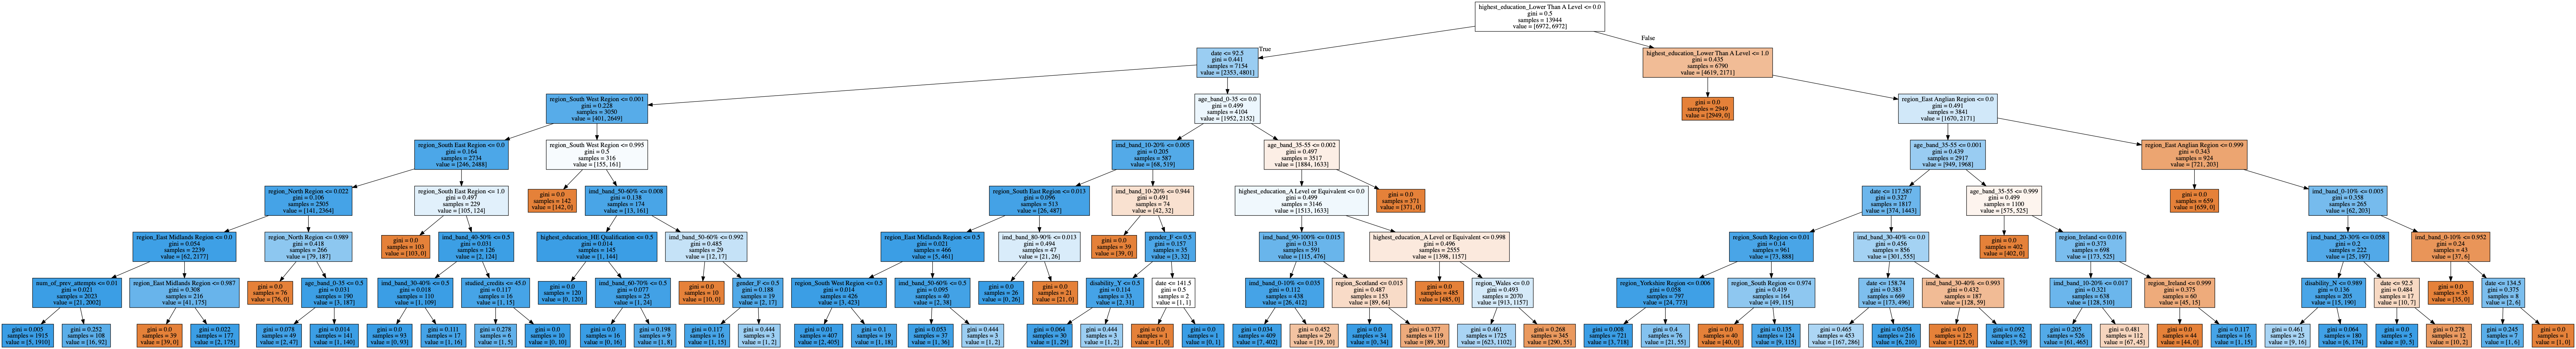 highest_education_Lower Than A Level <= 0.0
gini = 0.5
samples = 13944
value = [6972, 6972]
True
False
date <= 92.5
gini = 0.441
samples = 7154
value = [2353, 4801]
highest_education_Lower Than A Level <= 1.0
gini = 0.435
samples = 6790
value = [4619, 2171]
region_South West Region <= 0.001
gini = 0.228
samples = 3050
value = [401, 2649]
age_band_0-35 <= 0.0
gini = 0.499
samples = 4104
value = [1952, 2152]
gini = 0.0
samples = 2949
value = [2949, 0]
region_East Anglian Region <= 0.0
gini = 0.491
samples = 3841
value = [1670, 2171]
region_South East Region <= 0.0
gini = 0.164
samples = 2734
value = [246, 2488]
region_South West Region <= 0.995
gini = 0.5
samples = 316
value = [155, 161]
imd_band_10-20% <= 0.005
gini = 0.205
samples = 587
value = [68, 519]
age_band_35-55 <= 0.002
gini = 0.497
samples = 3517
value = [1884, 1633]
age_band_35-55 <= 0.001
gini = 0.439
samples = 2917
value = [949, 1968]
region_East Anglian Region <= 0.999
gini = 0.343
samples = 924
value = [721, 203]
region_North Region <= 0.022
gini = 0.106
samples = 2505
value = [141, 2364]
region_South East Region <= 1.0
gini = 0.497
samples = 229
value = [105, 124]
gini = 0.0
samples = 142
value = [142, 0]
imd_band_50-60% <= 0.008
gini = 0.138
samples = 174
value = [13, 161]
region_South East Region <= 0.013
gini = 0.096
samples = 513
value = [26, 487]
imd_band_10-20% <= 0.944
gini = 0.491
samples = 74
value = [42, 32]
highest_education_A Level or Equivalent <= 0.0
gini = 0.499
samples = 3146
value = [1513, 1633]
gini = 0.0
samples = 371
value = [371, 0]
date <= 117.587
gini = 0.327
samples = 1817
value = [374, 1443]
age_band_35-55 <= 0.999
gini = 0.499
samples = 1100
value = [575, 525]
gini = 0.0
samples = 659
value = [659, 0]
imd_band_0-10% <= 0.005
gini = 0.358
samples = 265
value = [62, 203]
region_East Midlands Region <= 0.0
gini = 0.054
samples = 2239
value = [62, 2177]
region_North Region <= 0.989
gini = 0.418
samples = 266
value = [79, 187]
gini = 0.0
samples = 103
value = [103, 0]
imd_band_40-50% <= 0.5
gini = 0.031
samples = 126
value = [2, 124]
highest_education_HE Qualification <= 0.5
gini = 0.014
samples = 145
value = [1, 144]
imd_band_50-60% <= 0.992
gini = 0.485
samples = 29
value = [12, 17]
region_East Midlands Region <= 0.5
gini = 0.021
samples = 466
value = [5, 461]
imd_band_80-90% <= 0.013
gini = 0.494
samples = 47
value = [21, 26]
gini = 0.0
samples = 39
value = [39, 0]
gender_F <= 0.5
gini = 0.157
samples = 35
value = [3, 32]
imd_band_90-100% <= 0.015
gini = 0.313
samples = 591
value = [115, 476]
highest_education_A Level or Equivalent <= 0.998
gini = 0.496
samples = 2555
value = [1398, 1157]
region_South Region <= 0.01
gini = 0.14
samples = 961
value = [73, 888]
imd_band_30-40% <= 0.0
gini = 0.456
samples = 856
value = [301, 555]
gini = 0.0
samples = 402
value = [402, 0]
region_Ireland <= 0.016
gini = 0.373
samples = 698
value = [173, 525]
imd_band_20-30% <= 0.058
gini = 0.2
samples = 222
value = [25, 197]
imd_band_0-10% <= 0.952
gini = 0.24
samples = 43
value = [37, 6]
num_of_prev_attempts <= 0.01
gini = 0.021
samples = 2023
value = [21, 2002]
region_East Midlands Region <= 0.987
gini = 0.308
samples = 216
value = [41, 175]
gini = 0.0
samples = 76
value = [76, 0]
age_band_0-35 <= 0.5
gini = 0.031
samples = 190
value = [3, 187]
imd_band_30-40% <= 0.5
gini = 0.018
samples = 110
value = [1, 109]
studied_credits <= 45.0
gini = 0.117
samples = 16
value = [1, 15]
gini = 0.0
samples = 120
value = [0, 120]
imd_band_60-70% <= 0.5
gini = 0.077
samples = 25
value = [1, 24]
gini = 0.0
samples = 10
value = [10, 0]
gender_F <= 0.5
gini = 0.188
samples = 19
value = [2, 17]
region_South West Region <= 0.5
gini = 0.014
samples = 426
value = [3, 423]
imd_band_50-60% <= 0.5
gini = 0.095
samples = 40
value = [2, 38]
gini = 0.0
samples = 26
value = [0, 26]
gini = 0.0
samples = 21
value = [21, 0]
disability_Y <= 0.5
gini = 0.114
samples = 33
value = [2, 31]
date <= 141.5
gini = 0.5
samples = 2
value = [1, 1]
imd_band_0-10% <= 0.035
gini = 0.112
samples = 438
value = [26, 412]
region_Scotland <= 0.015
gini = 0.487
samples = 153
value = [89, 64]
gini = 0.0
samples = 485
value = [485, 0]
region_Wales <= 0.0
gini = 0.493
samples = 2070
value = [913, 1157]
region_Yorkshire Region <= 0.006
gini = 0.058
samples = 797
value = [24, 773]
region_South Region <= 0.974
gini = 0.419
samples = 164
value = [49, 115]
date <= 158.74
gini = 0.383
samples = 669
value = [173, 496]
imd_band_30-40% <= 0.993
gini = 0.432
samples = 187
value = [128, 59]
imd_band_10-20% <= 0.017
gini = 0.321
samples = 638
value = [128, 510]
region_Ireland <= 0.999
gini = 0.375
samples = 60
value = [45, 15]
disability_N <= 0.989
gini = 0.136
samples = 205
value = [15, 190]
date <= 92.5
gini = 0.484
samples = 17
value = [10, 7]
gini = 0.0
samples = 35
value = [35, 0]
date <= 134.5
gini = 0.375
samples = 8
value = [2, 6]
gini = 0.005
samples = 1915
value = [5, 1910]
gini = 0.252
samples = 108
value = [16, 92]
gini = 0.0
samples = 39
value = [39, 0]
gini = 0.022
samples = 177
value = [2, 175]
gini = 0.078
samples = 49
value = [2, 47]
gini = 0.014
samples = 141
value = [1, 140]
gini = 0.0
samples = 93
value = [0, 93]
gini = 0.111
samples = 17
value = [1, 16]
gini = 0.278
samples = 6
value = [1, 5]
gini = 0.0
samples = 10
value = [0, 10]
gini = 0.0
samples = 16
value = [0, 16]
gini = 0.198
samples = 9
value = [1, 8]
gini = 0.117
samples = 16
value = [1, 15]
gini = 0.444
samples = 3
value = [1, 2]
gini = 0.01
samples = 407
value = [2, 405]
gini = 0.1
samples = 19
value = [1, 18]
gini = 0.053
samples = 37
value = [1, 36]
gini = 0.444
samples = 3
value = [1, 2]
gini = 0.064
samples = 30
value = [1, 29]
gini = 0.444
samples = 3
value = [1, 2]
gini = 0.0
samples = 1
value = [1, 0]
gini = 0.0
samples = 1
value = [0, 1]
gini = 0.034
samples = 409
value = [7, 402]
gini = 0.452
samples = 29
value = [19, 10]
gini = 0.0
samples = 34
value = [0, 34]
gini = 0.377
samples = 119
value = [89, 30]
gini = 0.461
samples = 1725
value = [623, 1102]
gini = 0.268
samples = 345
value = [290, 55]
gini = 0.008
samples = 721
value = [3, 718]
gini = 0.4
samples = 76
value = [21, 55]
gini = 0.0
samples = 40
value = [40, 0]
gini = 0.135
samples = 124
value = [9, 115]
gini = 0.465
samples = 453
value = [167, 286]
gini = 0.054
samples = 216
value = [6, 210]
gini = 0.0
samples = 125
value = [125, 0]
gini = 0.092
samples = 62
value = [3, 59]
gini = 0.205
samples = 526
value = [61, 465]
gini = 0.481
samples = 112
value = [67, 45]
gini = 0.0
samples = 44
value = [44, 0]
gini = 0.117
samples = 16
value = [1, 15]
gini = 0.461
samples = 25
value = [9, 16]
gini = 0.064
samples = 180
value = [6, 174]
gini = 0.0
samples = 5
value = [0, 5]
gini = 0.278
samples = 12
value = [10, 2]
gini = 0.245
samples = 7
value = [1, 6]
gini = 0.0
samples = 1
value = [1, 0]